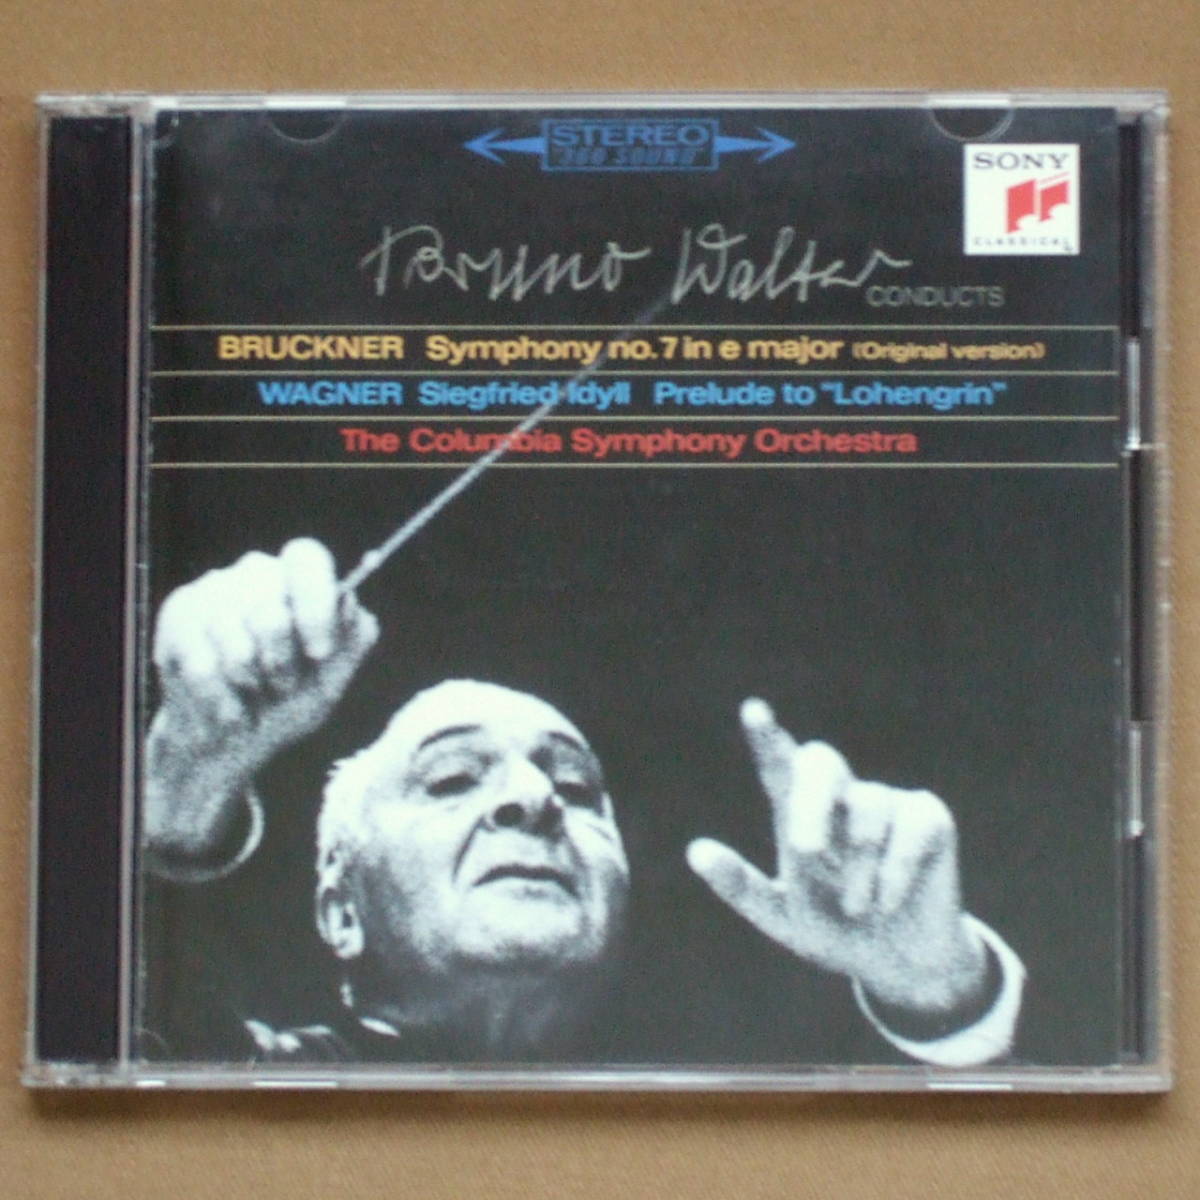 STEREO
"360 SOUND"
SONY
CLASSICAL
Bruno Walter
CONDUCTS
BRUCKNER Symphony no.7 in e major (Original version)
WAGNER Siegfried Idyll Prelude to "Lohengrin"
The Columbia Symphony Orchestra